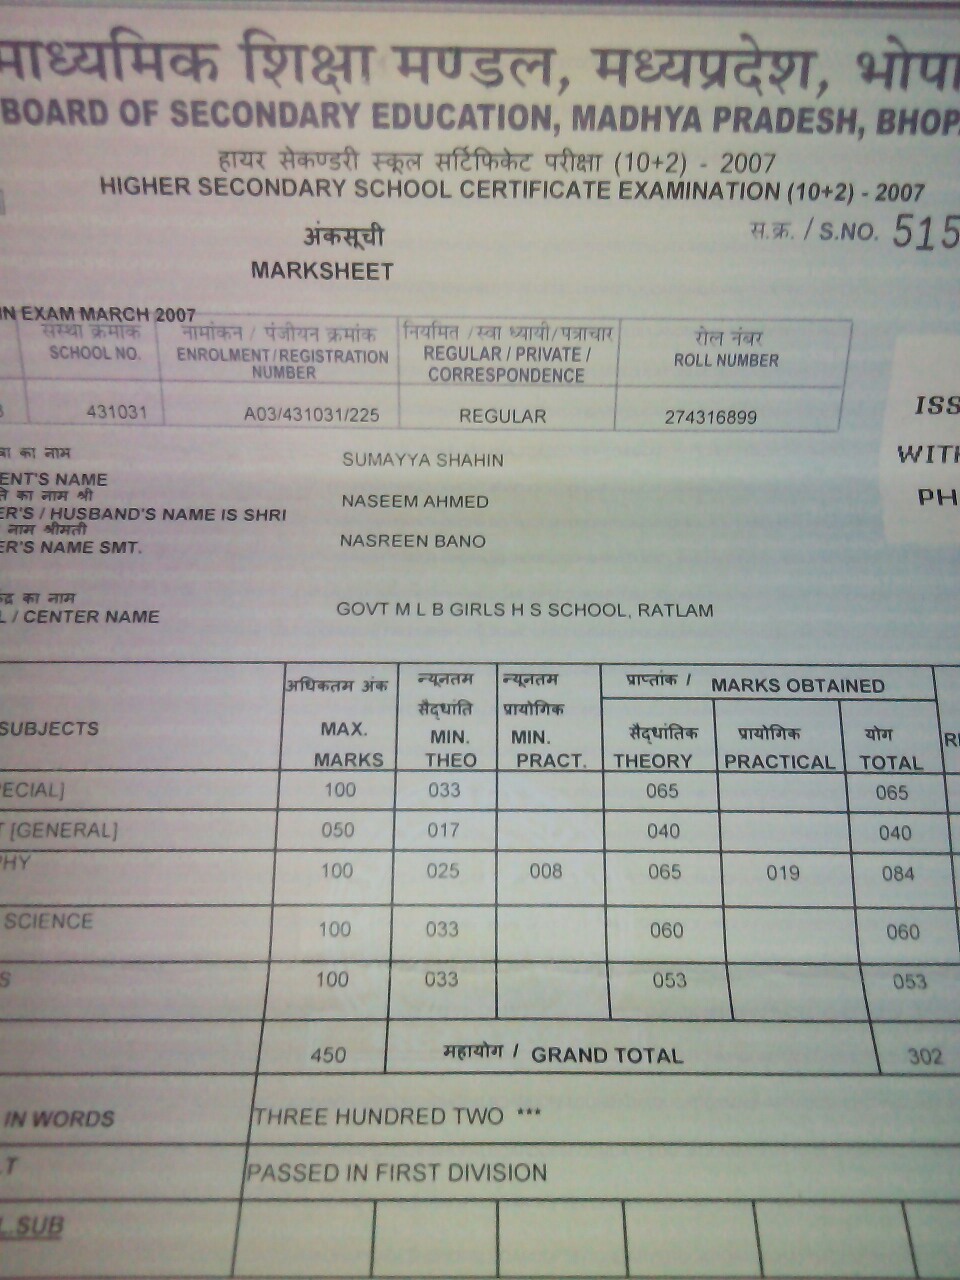 माध्यमिक शिक्षा मण्डल, मध्यप्रदेश,
BOARD OF SECONDARY EDUCATION, MADHYA PRADESH,
हायर सेकण्डरी स्कूल सर्टिफिकेट परीक्षा (10+2) - 2007
HIGHER SECONDARY SCHOOL CERTIFICATE EXAMINATION (10+2) - 2007
स.क्र. / S.NO. 515
अंकसूची
MARKSHEET
IN EXAM MARCH 2007
संस्था क्रमांक नामांकन / पंजीयन क्रमांक नियमित /स्वा ध्यायी/पत्राचार रोल नंबर
SCHOOL NO. ENROLMENT/REGISTRATION REGULAR / PRIVATE / ROLL NUMBER
NUMBER CORRESPONDENCE
431031 A03/431031/225 REGULAR 274316899
ISS
WITH
PH
का नाम SUMAYYA SHAHIN
ENT'S NAME
का नाम श्री NASEEM AHMED
ER'S / HUSBAND'S NAME IS SHRI
नाम श्रीमती NASREEN BANO
ER'S NAME SMT.
का नाम
L / CENTER NAME GOVT M L B GIRLS H S SCHOOL, RATLAM
अधिकतम अंक न्यूनतम न्यूनतम प्राप्तांक / MARKS OBTAINED
सैद्धांति प्रायोगिक सैद्धांतिक प्रायोगिक योग
SUBJECTS MAX. MIN. MIN.
MARKS THEO PRACT. THEORY PRACTICAL TOTAL
ECIAL] 100 033 065 065
T [GENERAL] 050 017 040 040
PHY 100 025 008 065 019 084
SCIENCE 100 033 060 060
S 100 033 053 053
450 महायोग / GRAND TOTAL 302
IN WORDS THREE HUNDRED TWO ***
LT PASSED IN FIRST DIVISION
L.SUB